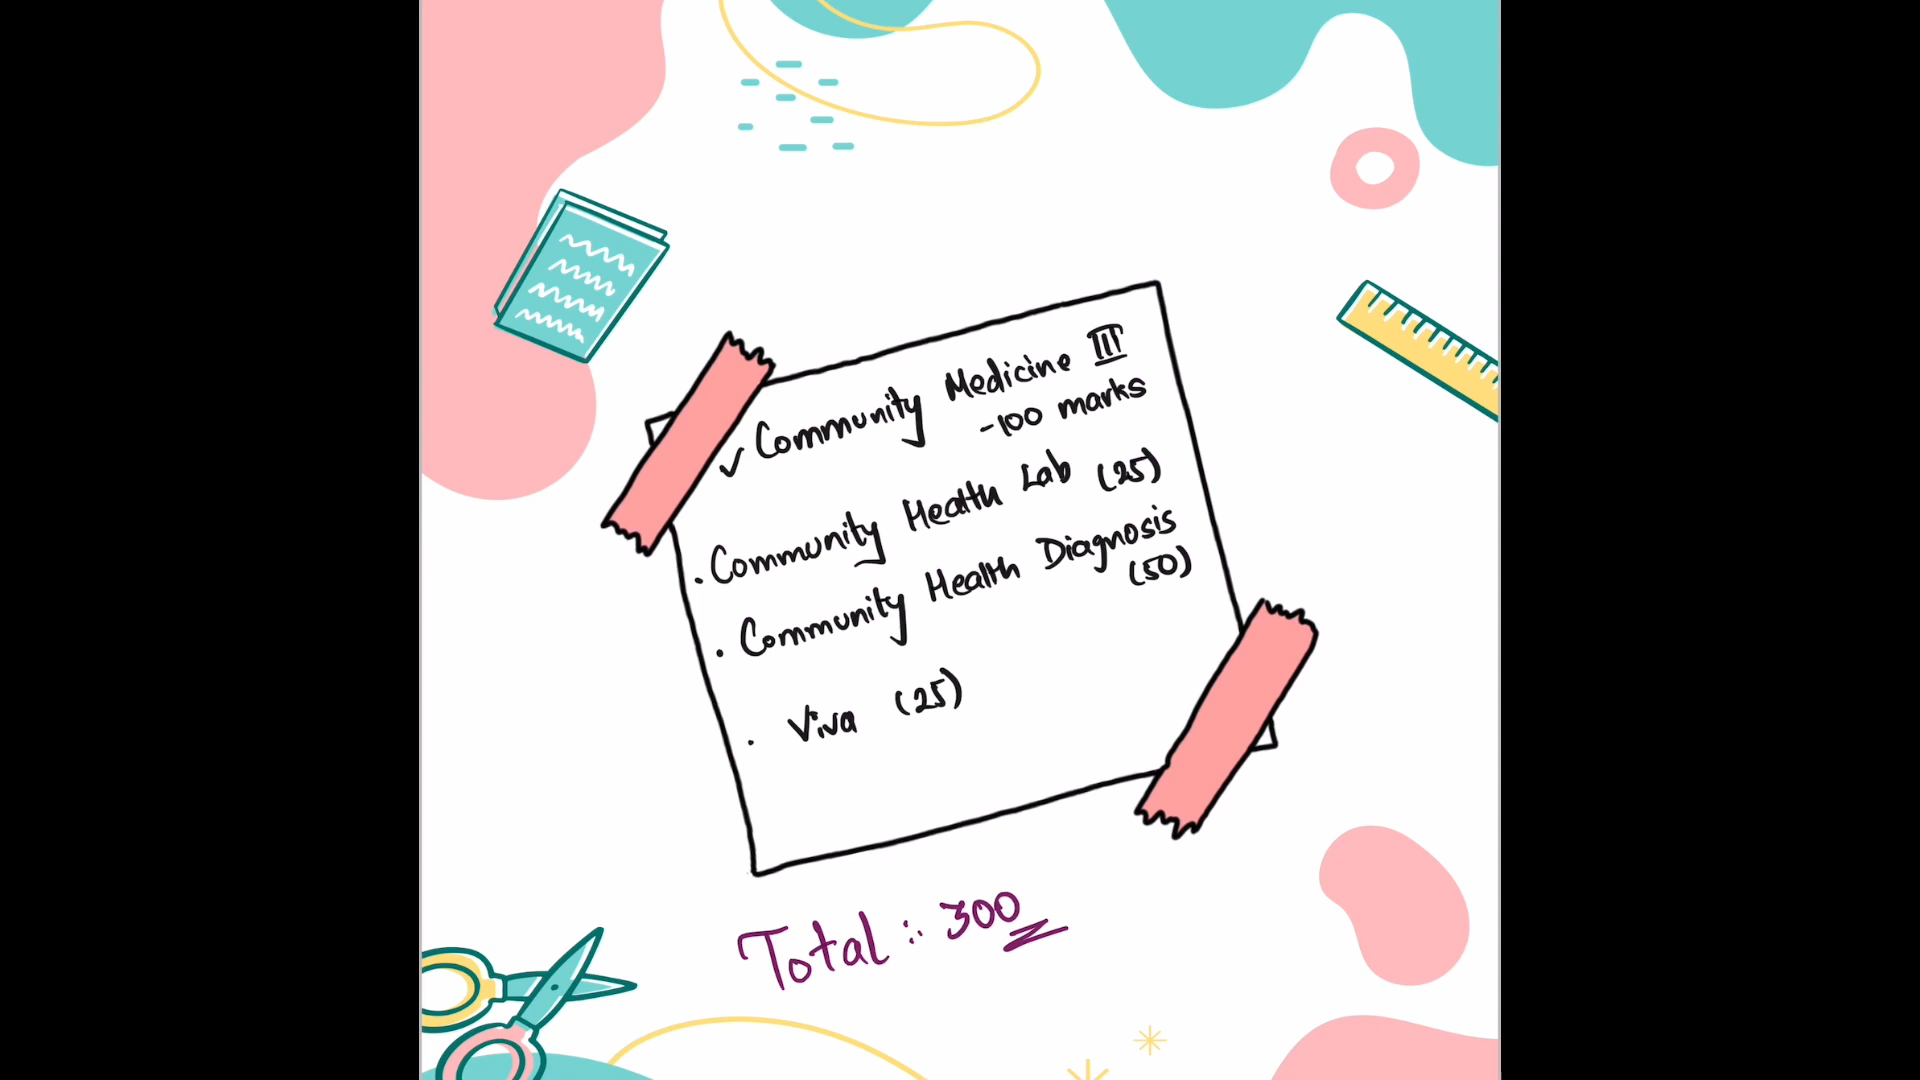 ✓ Community Medicine III
-100 marks
. Community Health Lab (25)
. Community Health Diagnosis
(50)
. Viva (25)
Total : 300